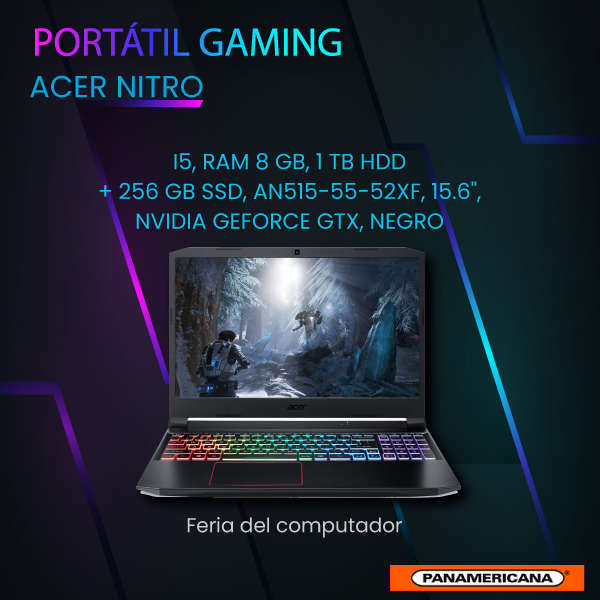 PORTÁTIL GAMING
ACER NITRO
I5, RAM 8 GB, 1 TB HDD
+ 256 GB SSD, AN515-55-52XF, 15.6",
NVIDIA GEFORCE GTX, NEGRO
acer
Feria del computador
PANAMERICANA®